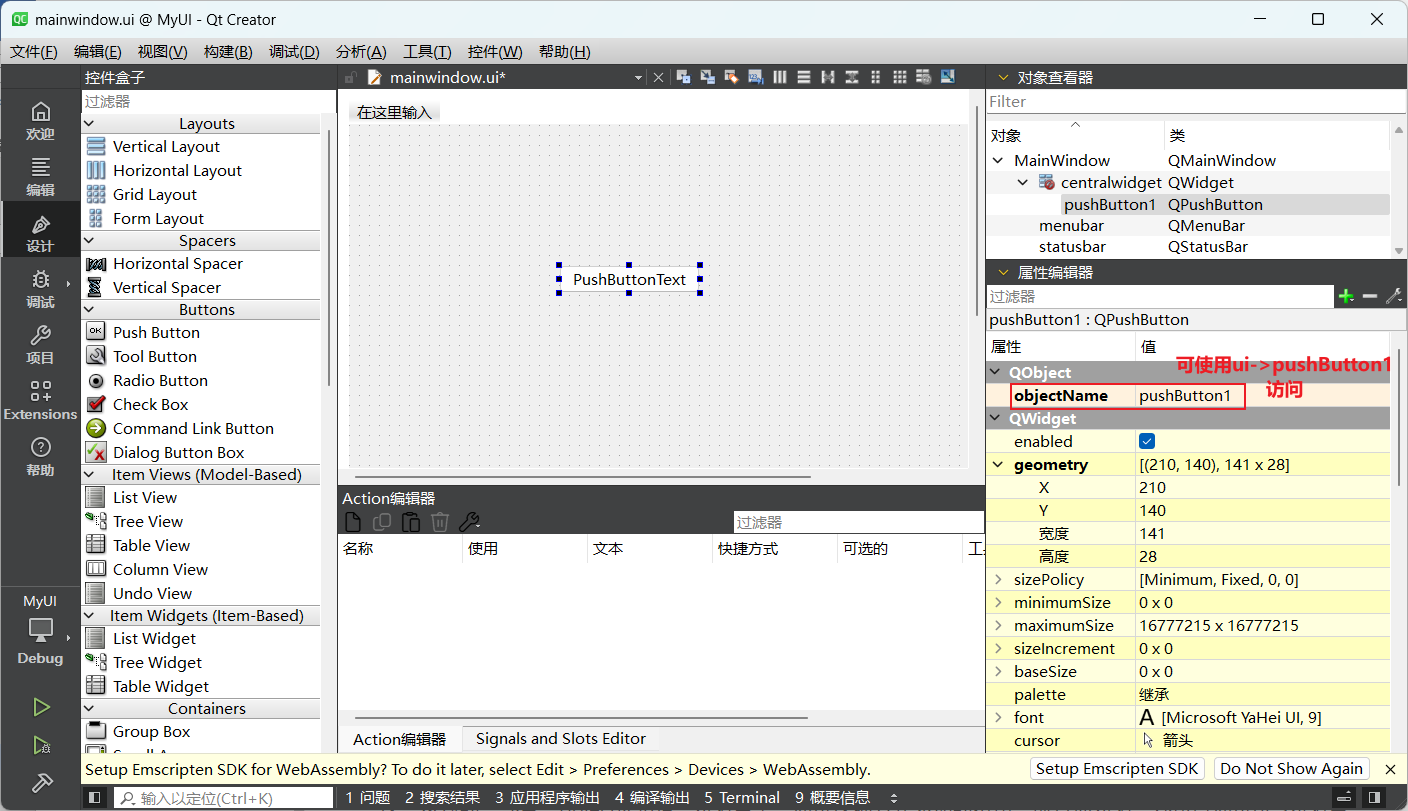 QC mainwindow.ui @ MyUI - Qt Creator
文件(F) 编辑(E) 视图(V) 构建(B) 调试(D) 分析(A) 工具(T) 控件(W) 帮助(H)
欢迎
编辑
设计
调试
项目
Extensions
帮助
MyUI
Debug
控件盒子
过滤器
Layouts
Vertical Layout
Horizontal Layout
Grid Layout
Form Layout
Spacers
Horizontal Spacer
Vertical Spacer
Buttons
OK Push Button
Tool Button
Radio Button
Check Box
Command Link Button
Dialog Button Box
Item Views (Model-Based)
List View
Tree View
Table View
Column View
Undo View
Item Widgets (Item-Based)
List Widget
Tree Widget
Table Widget
Containers
Group Box
mainwindow.ui*
在这里输入
PushButtonText
Action编辑器
过滤器
名称 使用 文本 快捷方式 可选的
Action编辑器 Signals and Slots Editor
对象查看器
Filter
对象 类
MainWindow QMainWindow
centralwidget QWidget
pushButton1 QPushButton
menubar QMenuBar
statusbar QStatusBar
属性编辑器
过滤器
pushButton1 : QPushButton
属性 值
QObject
可使用ui->pushButton1
访问
objectName pushButton1
QWidget
enabled
geometry [(210, 140), 141 x 28]
X 210
Y 140
宽度 141
高度 28
sizePolicy [Minimum, Fixed, 0, 0]
minimumSize 0 x 0
maximumSize 16777215 x 16777215
sizeIncrement 0 x 0
baseSize 0 x 0
palette 继承
font A [Microsoft YaHei UI, 9]
cursor 箭头
Setup Emscripten SDK for WebAssembly? To do it later, select Edit > Preferences > Devices > WebAssembly. Setup Emscripten SDK Do Not Show Again
输入以定位(Ctrl+K) 1 问题 2 搜索结果 3 应用程序输出 4 编译输出 5 Terminal 9 概要信息